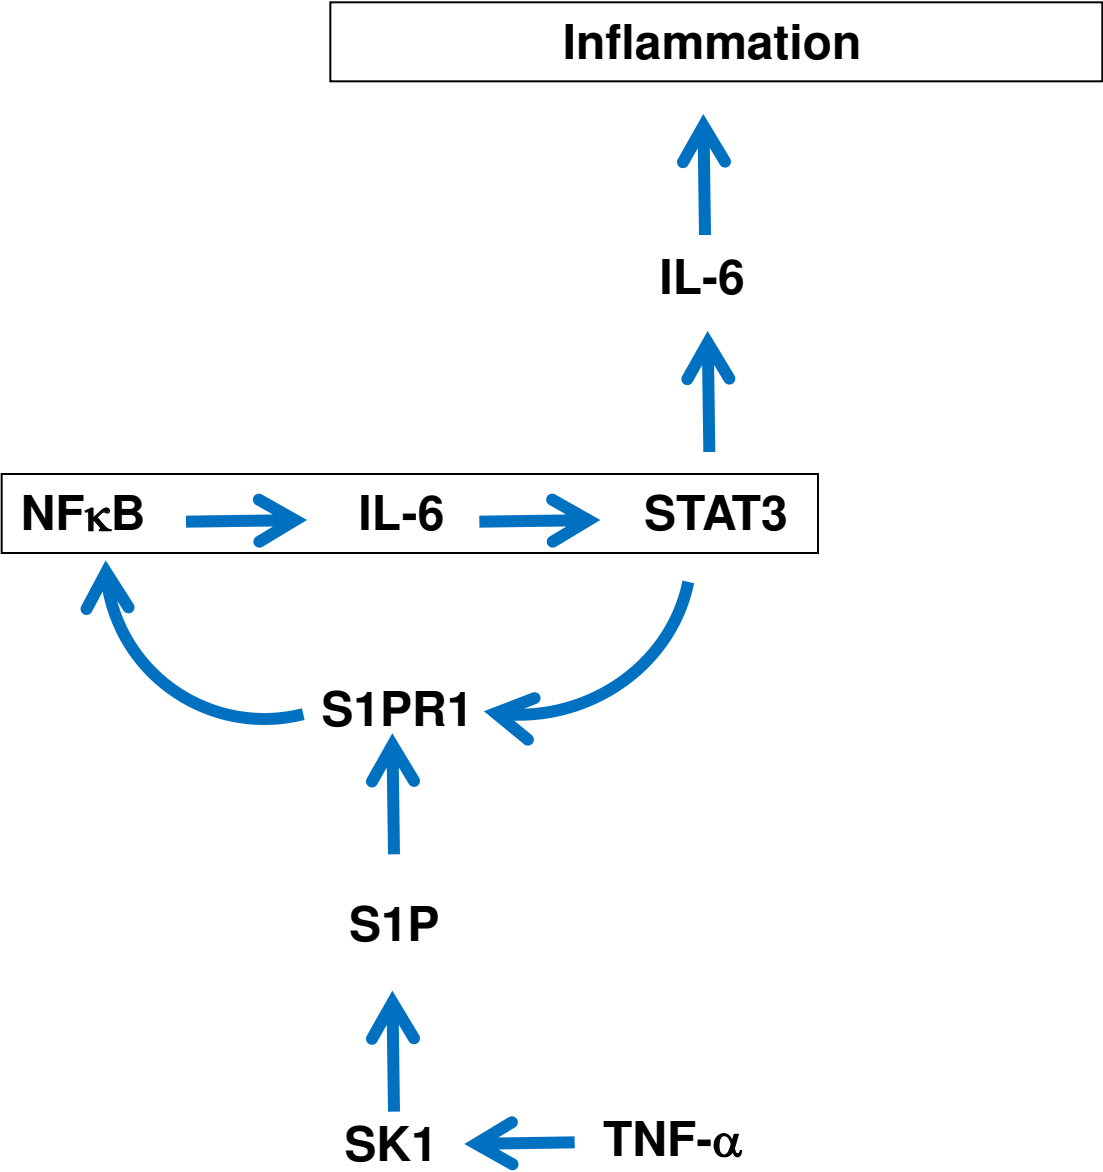 Inflammation
IL-6
NFκB IL-6 STAT3
S1PR1
S1P
SK1 TNF-α